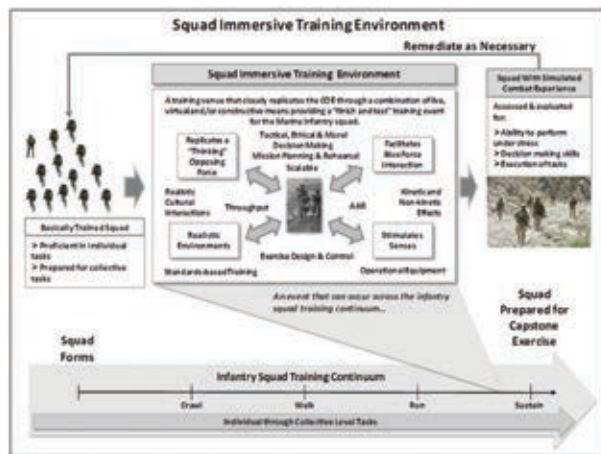 Squad Immersive Training Environment
Remediate as Necessary
Squad Immersive Training Environment
A training venue that closely replicates the COE through a combination of live,
virtual and/or constructive means providing a "finish and test" training event
for the Marine Infantry squad.
Replicates a
"Thinking"
Opposing
Force
Tactical, Ethical & Moral
Decision Making
Mission Planning & Rehearsal
Scalable
Facilitates
Blue Force
Interaction
Realistic
Cultural
Interactions
Throughput
AAR
Kinetic and
Non-kinetic
Effects
Realistic
Environments
Stimulates
Senses
Exercise Design & Control
Standards-based Training
Operational Equipment
Squad With Simulated
Combat Experience
Assessed & evaluated
for:
> Ability to perform
under stress
> Decision making skills
> Execution of tasks
Basically Trained Squad
> Proficient in individual
tasks
> Prepared for collective
tasks
An event that can occur across the infantry
squad training continuum...
Squad
Forms
Squad
Prepared for
Capstone
Exercise
Infantry Squad Training Continuum
Crawl
Walk
Run
Sustain
Individual through Collective Level Tasks